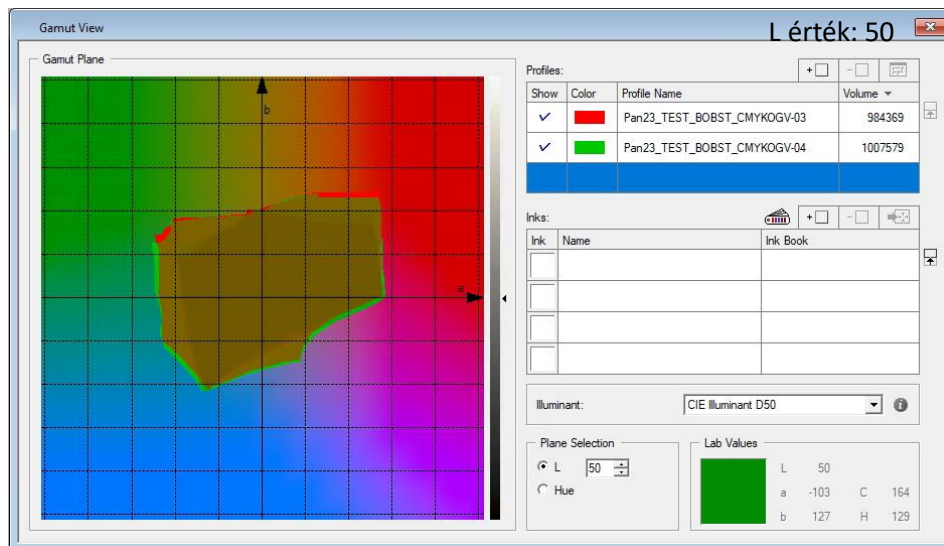 Gamut View
L érték: 50
Gamut Plane
b
a
Profiles:
Show Color Profile Name Volume
Pan23_TEST_BOBST_CMYKOGV-03 984369
Pan23_TEST_BOBST_CMYKOGV-04 1007579
Inks:
Ink Name Ink Book
Illuminant: CIE Illuminant D50
Plane Selection
L 50
Hue
Lab Values
L 50
a -103 C 164
b 127 H 129